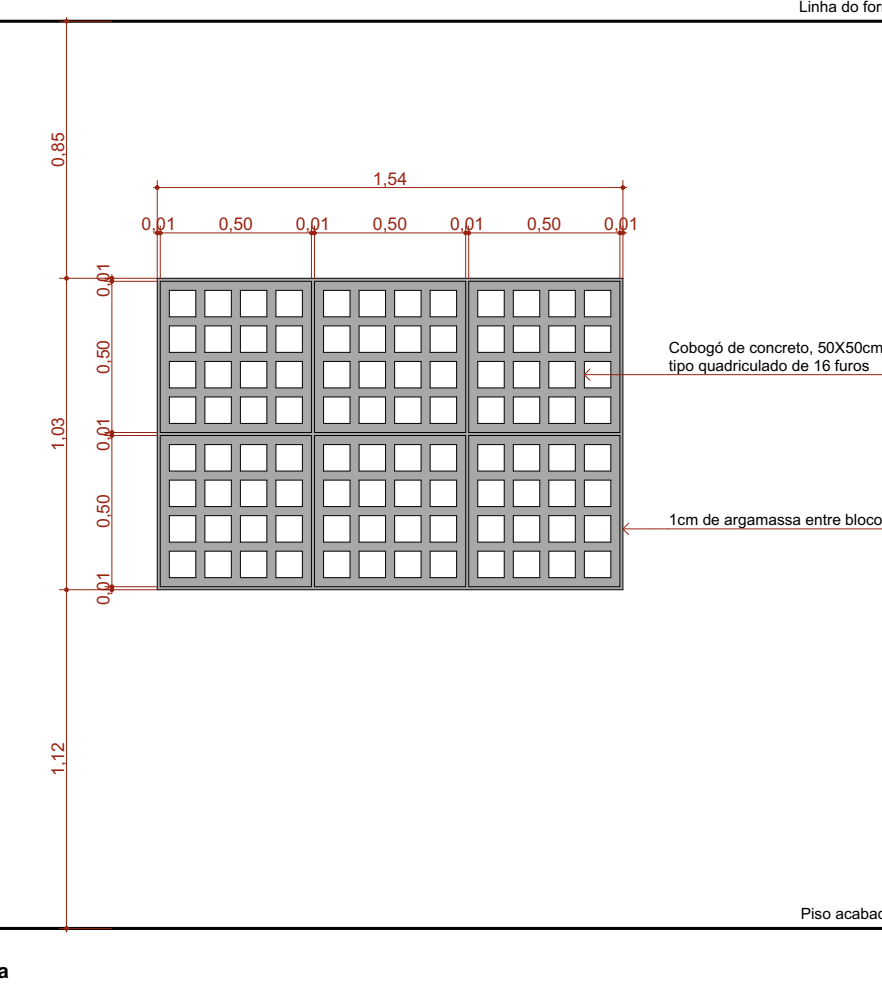 Linha do for
0,85
1,54
0,01 0,50 0,01 0,50 0,01 0,50 0,01
0,01
0,50
Cobogó de concreto, 50X50cm
tipo quadriculado de 16 furos
1,03
0,01
0,50
1cm de argamassa entre bloco
0,01
1,12
Piso acabad
a